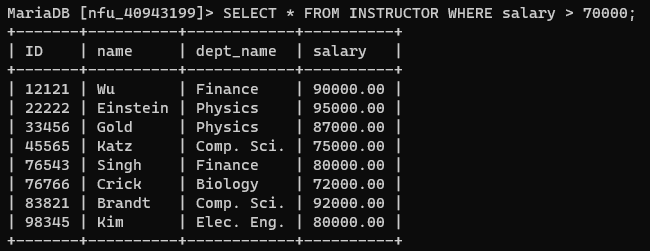 MariaDB [nfu_40943199]> SELECT * FROM INSTRUCTOR WHERE salary > 70000;
+-------+----------+------------+----------+
| ID    | name     | dept_name  | salary   |
+-------+----------+------------+----------+
| 12121 | Wu       | Finance    | 90000.00 |
| 22222 | Einstein | Physics    | 95000.00 |
| 33456 | Gold     | Physics    | 87000.00 |
| 45565 | Katz     | Comp. Sci. | 75000.00 |
| 76543 | Singh    | Finance    | 80000.00 |
| 76766 | Crick    | Biology    | 72000.00 |
| 83821 | Brandt   | Comp. Sci. | 92000.00 |
| 98345 | Kim      | Elec. Eng. | 80000.00 |
+-------+----------+------------+----------+